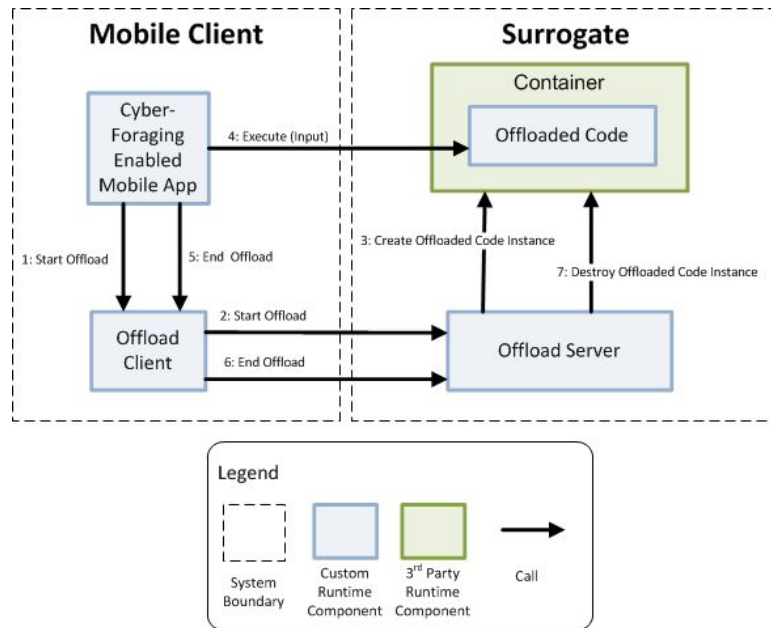 Mobile Client
Surrogate
Cyber-
Foraging
Enabled
Mobile App
4: Execute (Input)
Container
Offloaded Code
1: Start Offload
5: End Offload
3: Create Offloaded Code Instance
7: Destroy Offloaded Code Instance
Offload
Client
2: Start Offload
6: End Offload
Offload Server
Legend
System
Boundary
Custom
Runtime
Component
3rd Party
Runtime
Component
Call